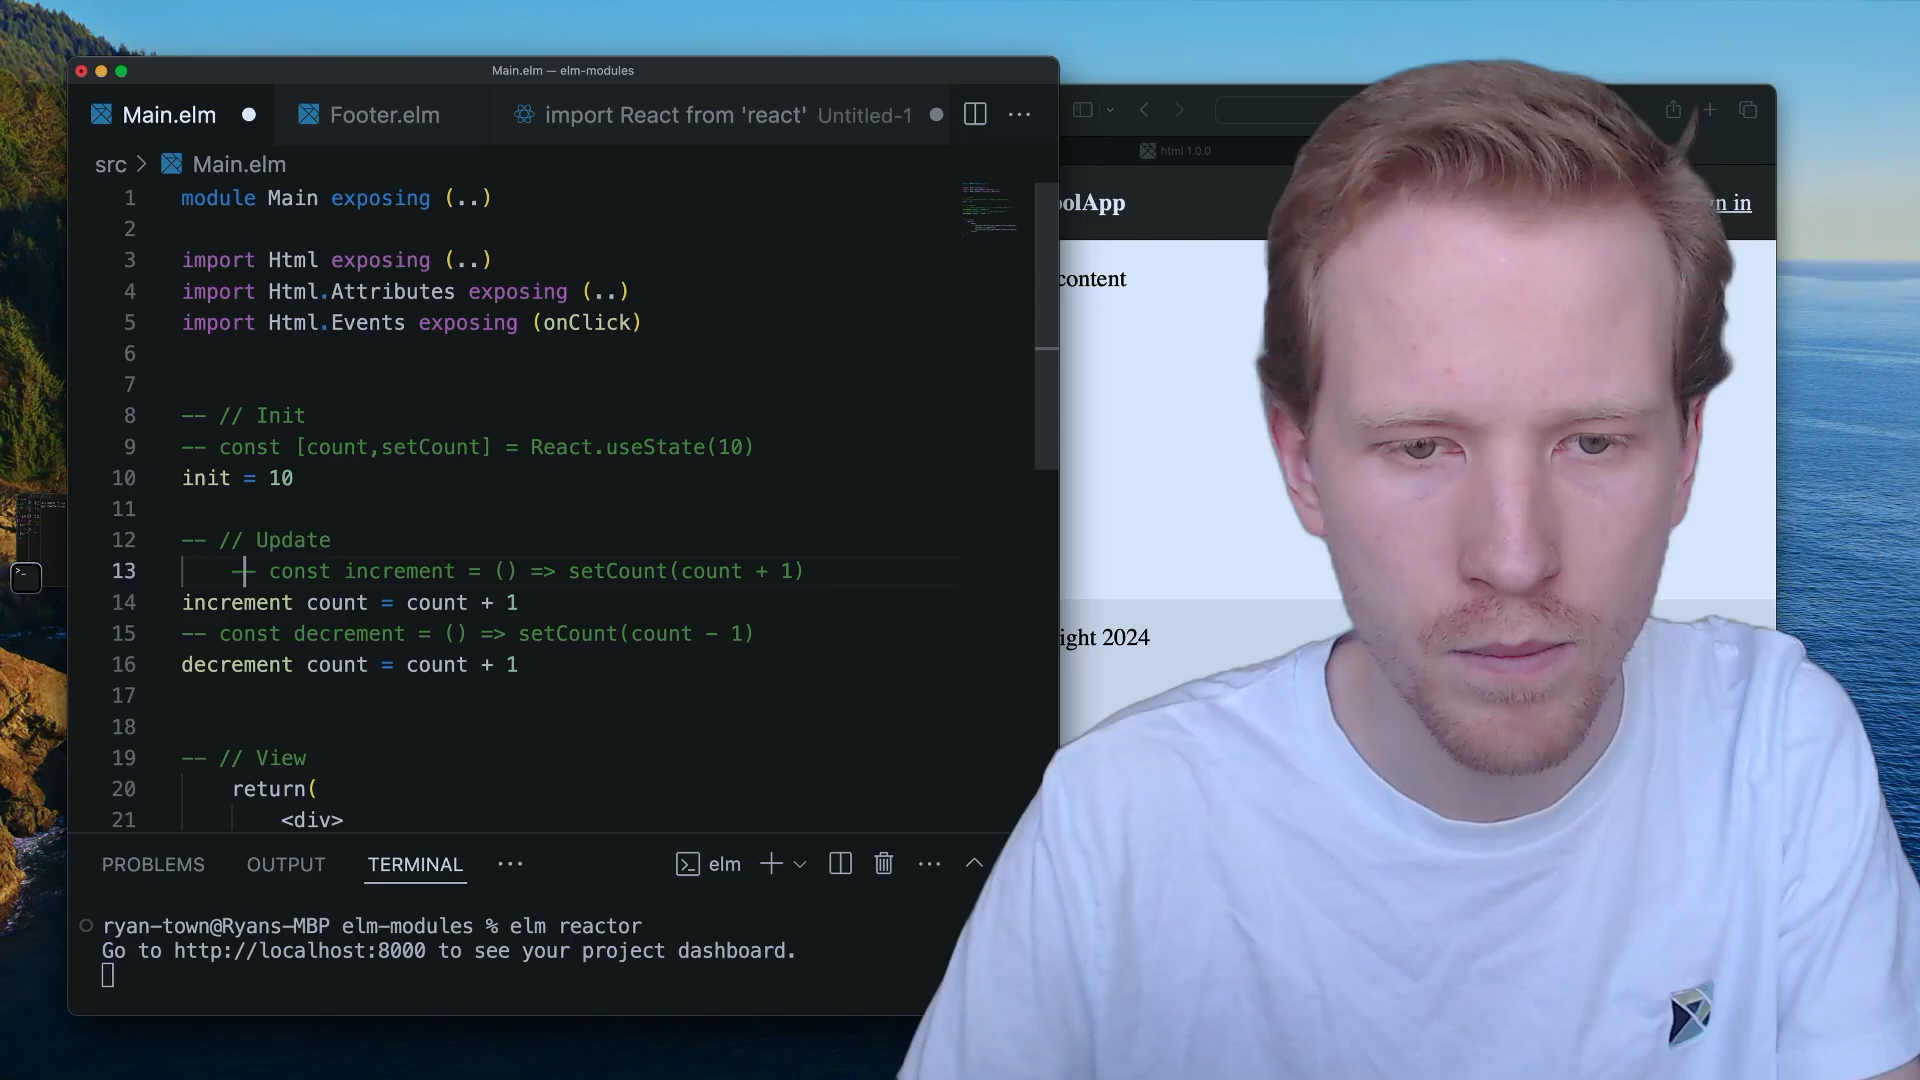 Main.elm — elm-modules
Main.elm
Footer.elm
import React from 'react' Untitled-1
src > Main.elm
1 module Main exposing (..)
2
3 import Html exposing (..)
4 import Html.Attributes exposing (..)
5 import Html.Events exposing (onClick)
6
7
8 -- // Init
9 -- const [count,setCount] = React.useState(10)
10 init = 10
11
12 -- // Update
13 -- const increment = () => setCount(count + 1)
14 increment count = count + 1
15 -- const decrement = () => setCount(count - 1)
16 decrement count = count + 1
17
18
19 -- // View
20 return(
21 <div>
PROBLEMS OUTPUT TERMINAL
elm
ryan-town@Ryans-MBP elm-modules % elm reactor
Go to http://localhost:8000 to see your project dashboard.
html 1.0.0
olApp
n in
content
ight 2024